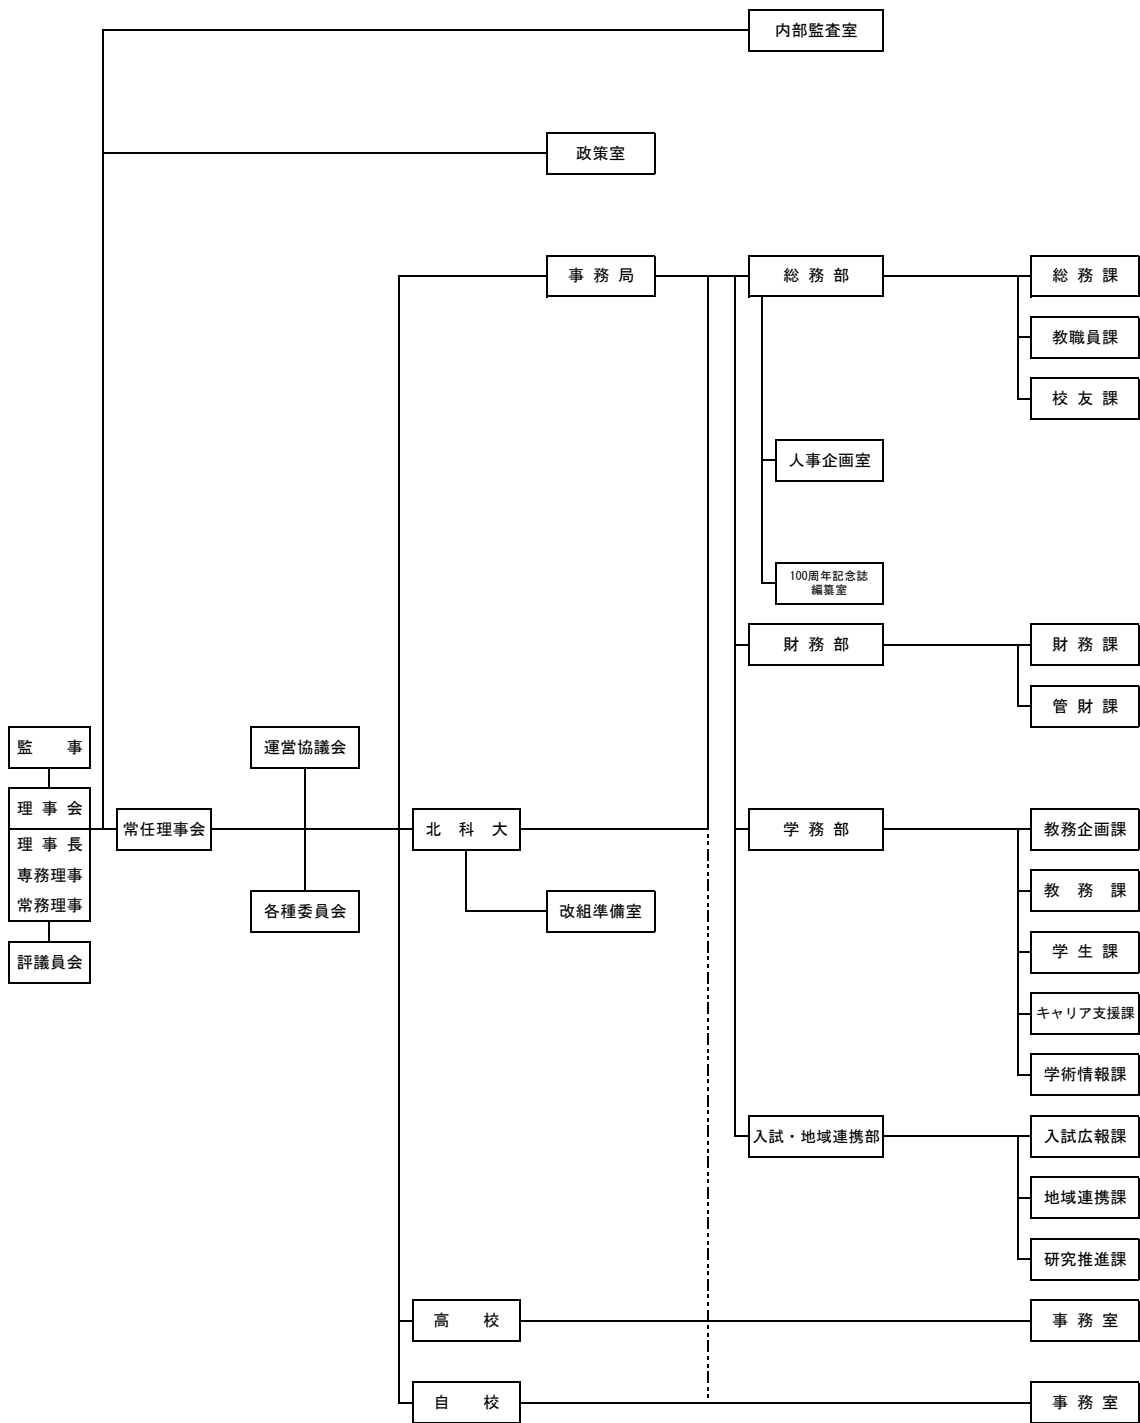 内部監査室
政策室
事 務 局
総 務 部
総 務 課
教職員課
校 友 課
人事企画室
100周年記念誌
編纂室
財 務 部
財 務 課
管 財 課
監 事
理 事 会
理 事 長
専務理事
常務理事
評議員会
常任理事会
運営協議会
各種委員会
北 科 大
改組準備室
学 務 部
教務企画課
教 務 課
学 生 課
キャリア支援課
学術情報課
入試・地域連携部
入試広報課
地域連携課
研究推進課
高 校
事 務 室
自 校
事 務 室